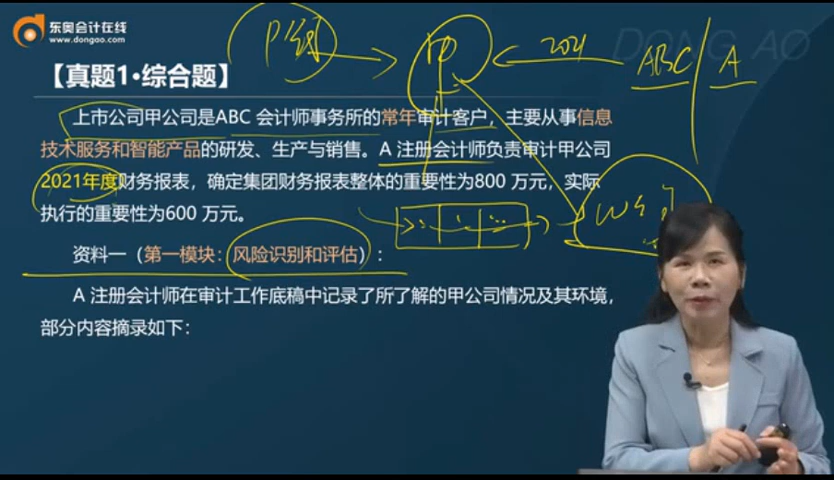 东奥会计在线
www.dongao.com
DONG AO
2021
ABC
A
【真题1·综合题】
上市公司甲公司是ABC 会计师事务所的常年审计客户，主要从事信息
技术服务和智能产品的研发、生产与销售。A 注册会计师负责审计甲公司
2021年度财务报表，确定集团财务报表整体的重要性为800 万元，实际
执行的重要性为600 万元。
资料一（第一模块：风险识别和评估）：
A 注册会计师在审计工作底稿中记录了所了解的甲公司情况及其环境，
部分内容摘录如下：